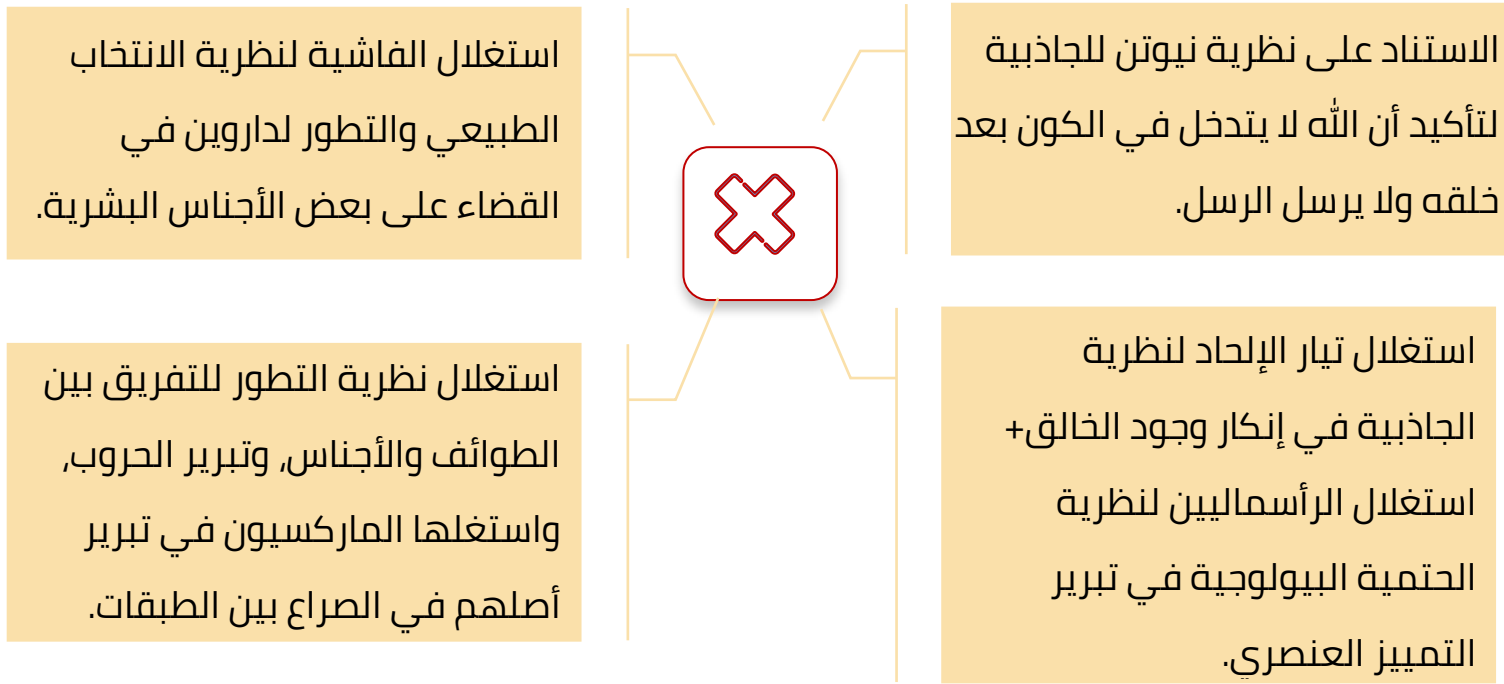 الاستناد على نظرية نيوتن للجاذبية
لتأكيد أن الله لا يتدخل في الكون بعد
خلقه ولا يرسل الرسل.
استغلال الفاشية لنظرية الانتخاب
الطبيعي والتطور لداروين في
القضاء على بعض الأجناس البشرية.
استغلال تيار الإلحاد لنظرية
الجاذبية في إنكار وجود الخالق+
استغلال الرأسماليين لنظرية
الحتمية البيولوجية في تبرير
التمييز العنصري.
استغلال نظرية التطور للتفريق بين
الطوائف والأجناس، وتبرير الحروب،
واستغلها الماركسيون في تبرير
أصلهم في الصراع بين الطبقات.